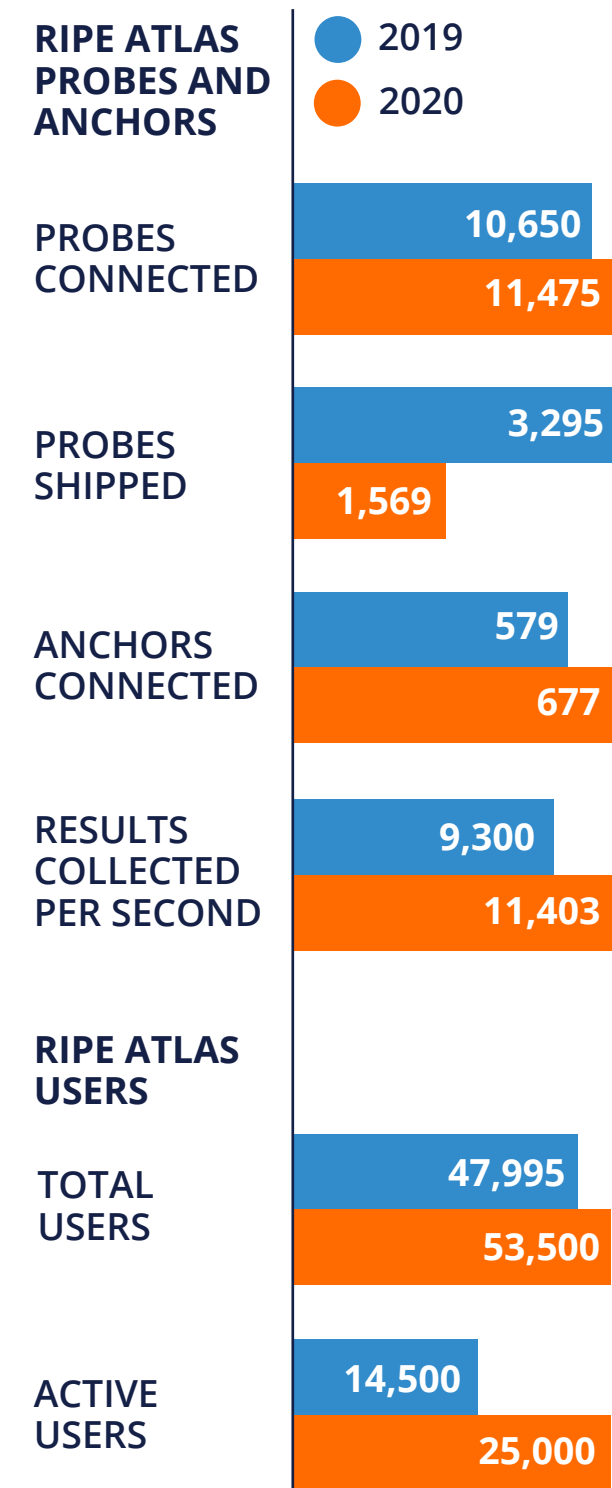 RIPE ATLAS
PROBES AND
ANCHORS
2019
2020
PROBES
CONNECTED
10,650
11,475
PROBES
SHIPPED
3,295
1,569
ANCHORS
CONNECTED
579
677
RESULTS
COLLECTED
PER SECOND
9,300
11,403
RIPE ATLAS
USERS
TOTAL
USERS
47,995
53,500
ACTIVE
USERS
14,500
25,000